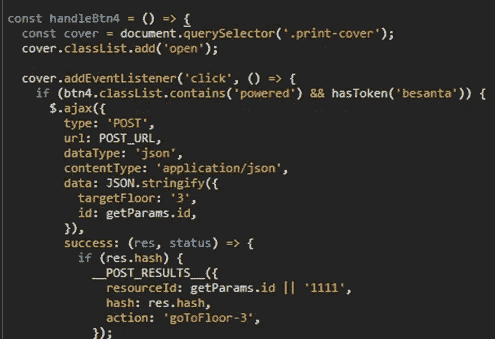 const handleBtn4 = () => {
const cover = document.querySelector('.print-cover');
cover.classList.add('open');
cover.addEventListener('click', () => {
if (btn4.classList.contains('powered') && hasToken('besanta')) {
$.ajax({
type: 'POST',
url: POST_URL,
dataType: 'json',
contentType: 'application/json',
data: JSON.stringify({
targetFloor: '3',
id: getParams.id,
}),
success: (res, status) => {
if (res.hash) {
__POST_RESULTS__({
resourceId: getParams.id || '1111',
hash: res.hash,
action: 'goToFloor-3',
});